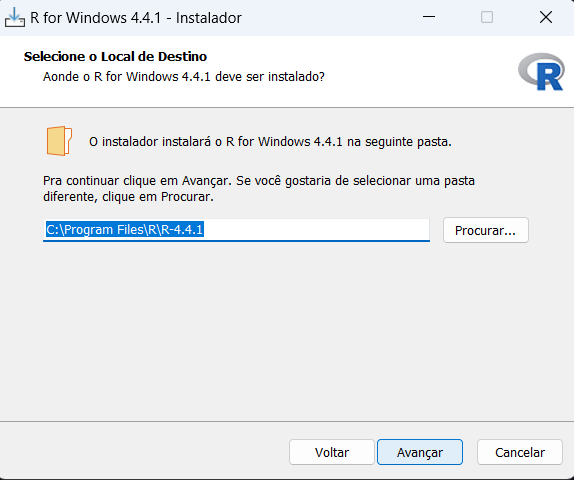 R for Windows 4.4.1 - Instalador
Selecione o Local de Destino
Aonde o R for Windows 4.4.1 deve ser instalado?
R
O instalador instalará o R for Windows 4.4.1 na seguinte pasta.
Pra continuar clique em Avançar. Se você gostaria de selecionar uma pasta
diferente, clique em Procurar.
C:\Program Files\R\R-4.4.1
Procurar...
Voltar
Avançar
Cancelar